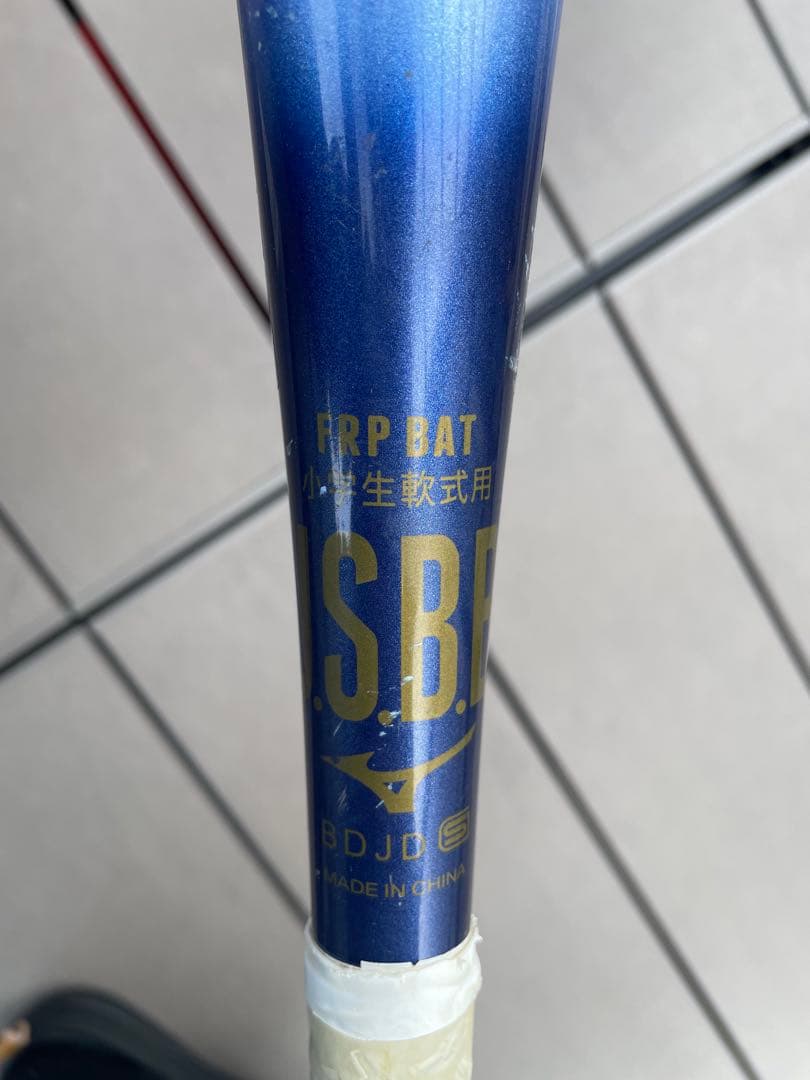 FRP BAT
小学生軟式用
J.S.B.B
BDJD S
MADE IN CHINA